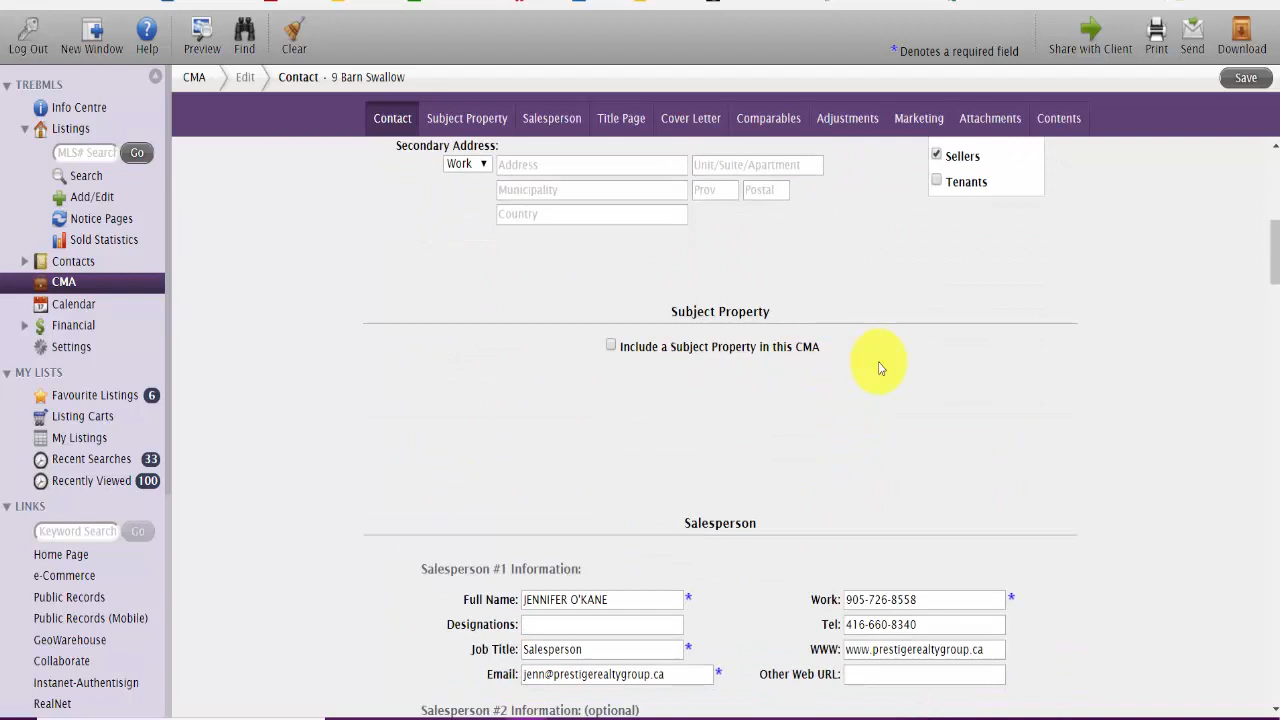 Log Out
New Window
Help
Preview
Find
Clear
* Denotes a required field
Share with Client
Print
Send
Download
TREBMLS
Info Centre
Listings
MLS# Search
Go
Search
Add/Edit
Notice Pages
Sold Statistics
Contacts
CMA
Calendar
Financial
Settings
MY LISTS
Favourite Listings 6
Listing Carts
My Listings
Recent Searches 33
Recently Viewed 100
LINKS
Keyword Search
Go
Home Page
e-Commerce
Public Records
Public Records (Mobile)
GeoWarehouse
Collaborate
Instanet-Authentisign
RealNet
CMA Edit Contact - 9 Barn Swallow
Save
Contact
Subject Property
Salesperson
Title Page
Cover Letter
Comparables
Adjustments
Marketing
Attachments
Contents
Secondary Address:
Work
Address
Unit/Suite/Apartment
Municipality
Prov
Postal
Country
Sellers
Tenants
Subject Property
Include a Subject Property in this CMA
Salesperson
Salesperson #1 Information:
Full Name: JENNIFER O'KANE *
Work: 905-726-8558 *
Designations:
Tel: 416-660-8340
Job Title: Salesperson *
WWW: www.prestigerealtygroup.ca
Email: jenn@prestigerealtygroup.ca *
Other Web URL:
Salesperson #2 Information: (optional)